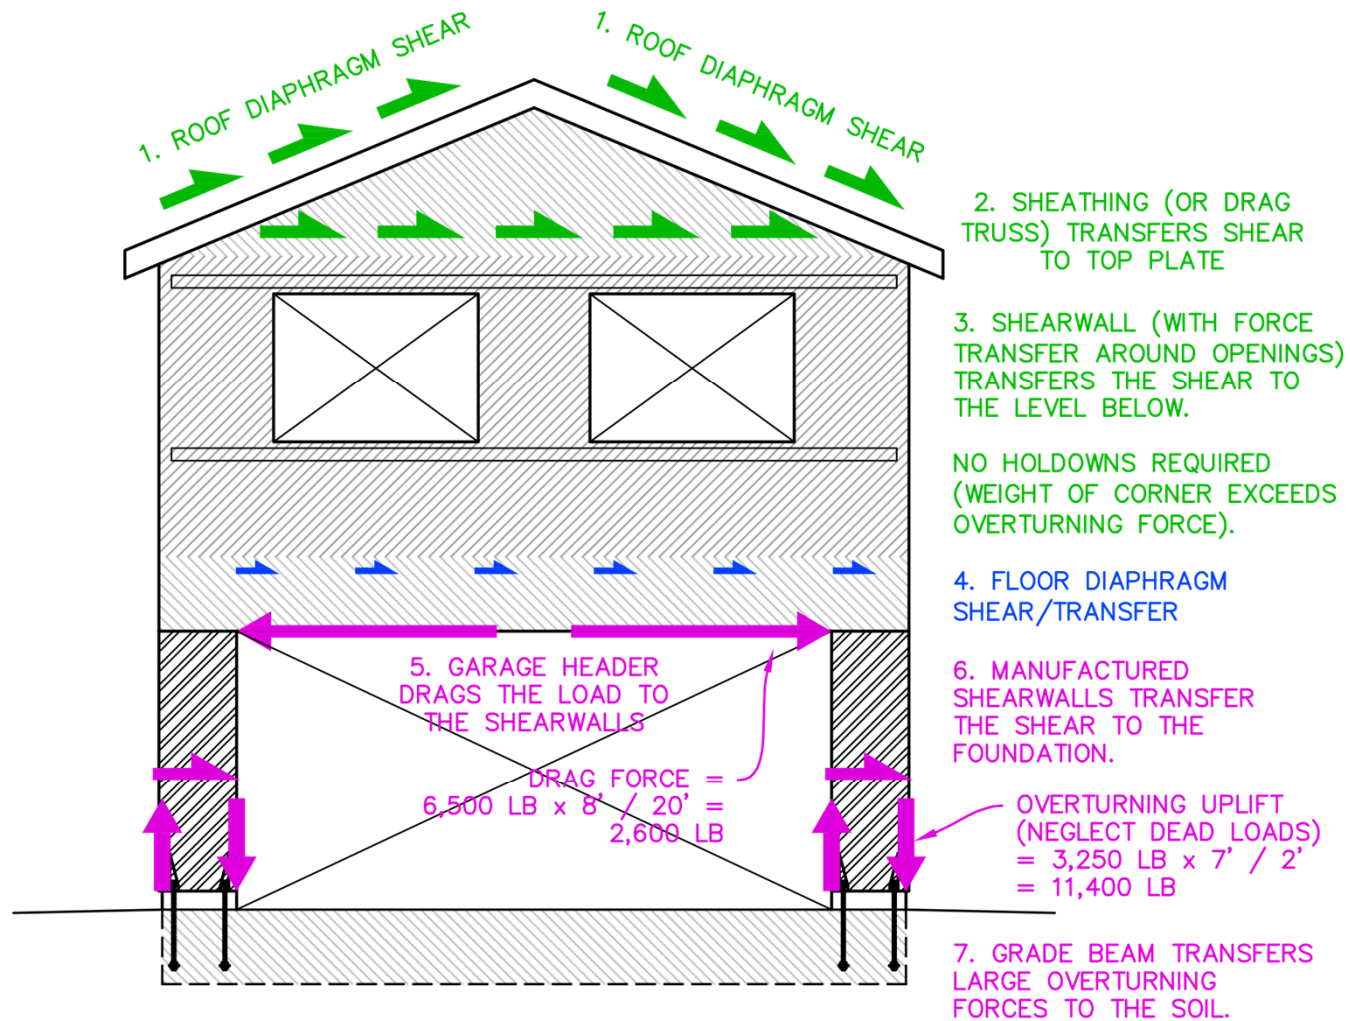 1. ROOF DIAPHRAGM SHEAR
1. ROOF DIAPHRAGM SHEAR
2. SHEATHING (OR DRAG
TRUSS) TRANSFERS SHEAR
TO TOP PLATE
3. SHEARWALL (WITH FORCE
TRANSFER AROUND OPENINGS)
TRANSFERS THE SHEAR TO
THE LEVEL BELOW.
NO HOLDOWNS REQUIRED
(WEIGHT OF CORNER EXCEEDS
OVERTURNING FORCE).
4. FLOOR DIAPHRAGM
SHEAR/TRANSFER
5. GARAGE HEADER
DRAGS THE LOAD TO
THE SHEARWALLS
DRAG FORCE =
6,500 LB x 8' / 20' =
2,600 LB
6. MANUFACTURED
SHEARWALLS TRANSFER
THE SHEAR TO THE
FOUNDATION.
OVERTURNING UPLIFT
(NEGLECT DEAD LOADS)
= 3,250 LB x 7' / 2'
= 11,400 LB
7. GRADE BEAM TRANSFERS
LARGE OVERTURNING
FORCES TO THE SOIL.